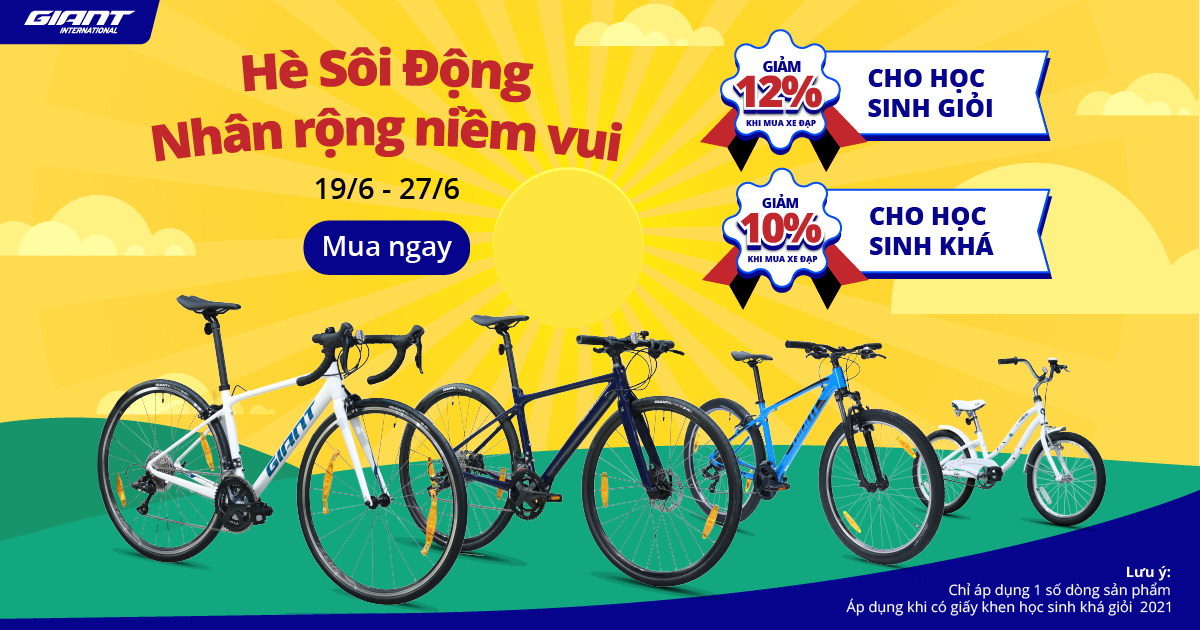 GIANT
INTERNATIONAL
Hè Sôi Động
Nhân rộng niềm vui
19/6 - 27/6
Mua ngay
GIẢM
12%
KHI MUA XE ĐẠP
CHO HỌC
SINH GIỎI
GIẢM
10%
KHI MUA XE ĐẠP
CHO HỌC
SINH KHÁ
GIANT
Lưu ý:
Chỉ áp dụng 1 số dòng sản phẩm
Áp dụng khi có giấy khen học sinh khá giỏi 2021